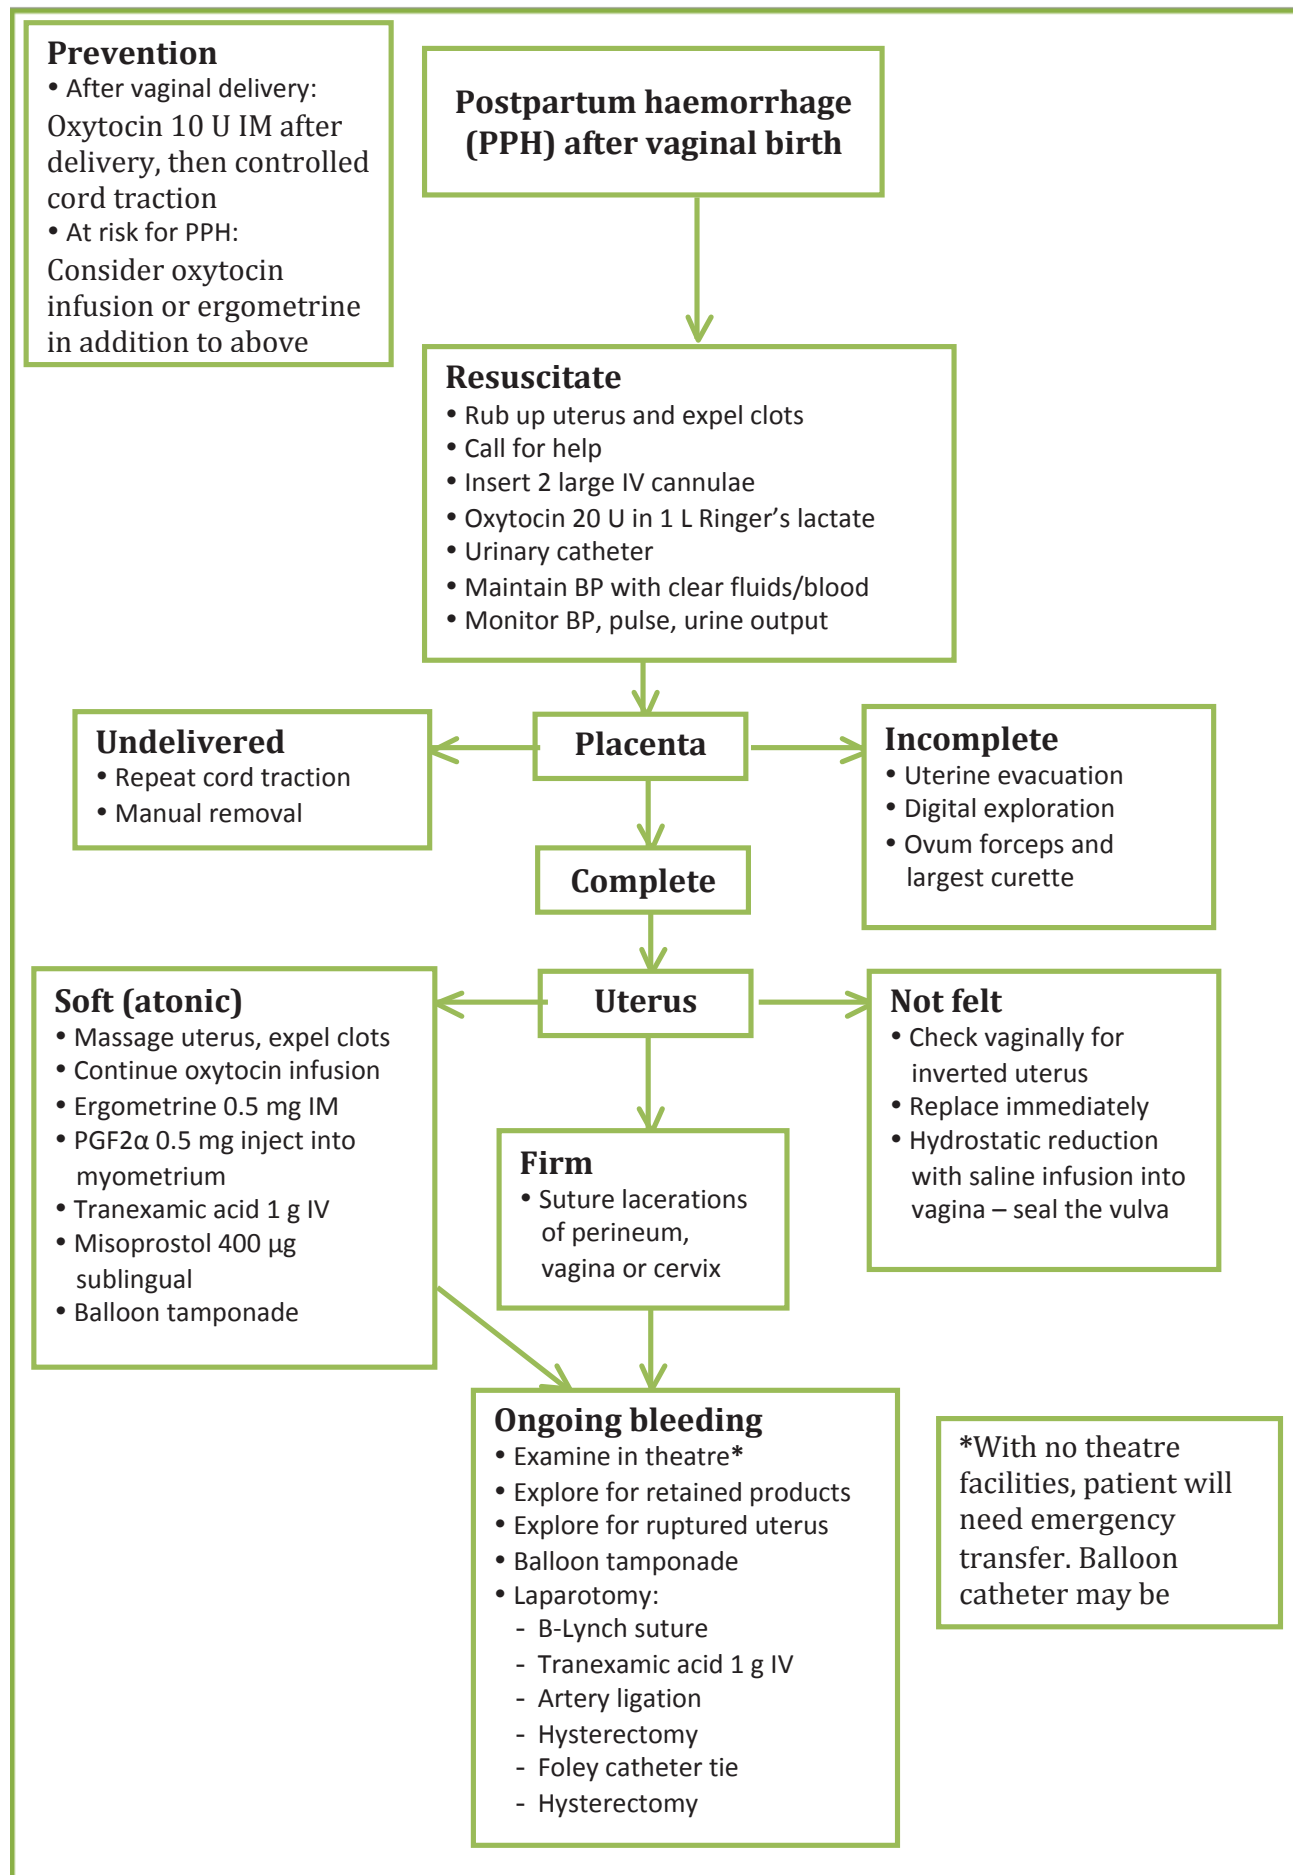 Prevention
• After vaginal delivery:
Oxytocin 10 U IM after
delivery, then controlled
cord traction
• At risk for PPH:
Consider oxytocin
infusion or ergometrine
in addition to above
Postpartum haemorrhage
(PPH) after vaginal birth
Resuscitate
• Rub up uterus and expel clots
• Call for help
• Insert 2 large IV cannulae
• Oxytocin 20 U in 1 L Ringer’s lactate
• Urinary catheter
• Maintain BP with clear fluids/blood
• Monitor BP, pulse, urine output
Undelivered
• Repeat cord traction
• Manual removal
Placenta
Incomplete
• Uterine evacuation
• Digital exploration
• Ovum forceps and
largest curette
Complete
Soft (atonic)
• Massage uterus, expel clots
• Continue oxytocin infusion
• Ergometrine 0.5 mg IM
• PGF2α 0.5 mg inject into
myometrium
• Tranexamic acid 1 g IV
• Misoprostol 400 µg
sublingual
• Balloon tamponade
Uterus
Not felt
• Check vaginally for
inverted uterus
• Replace immediately
• Hydrostatic reduction
with saline infusion into
vagina – seal the vulva
Firm
• Suture lacerations
of perineum,
vagina or cervix
Ongoing bleeding
• Examine in theatre*
• Explore for retained products
• Explore for ruptured uterus
• Balloon tamponade
• Laparotomy:
- B-Lynch suture
- Tranexamic acid 1 g IV
- Artery ligation
- Hysterectomy
- Foley catheter tie
- Hysterectomy
*With no theatre
facilities, patient will
need emergency
transfer. Balloon
catheter may be